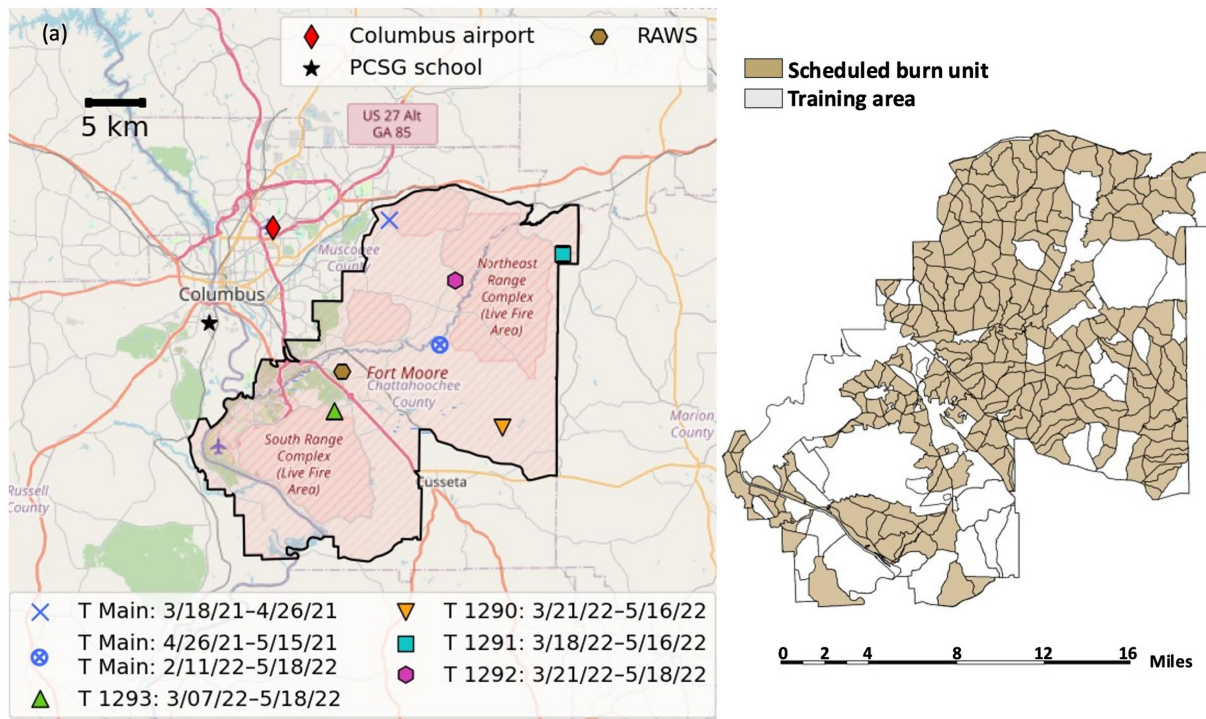 (a)
Columbus airport
RAWS
PCSG school
5 km
US 27 Alt
GA 85
Muscogee
County
Columbus
Northeast
Range
Complex
(Live Fire
Area)
Fort Moore
Chattahoochee
County
Marion
County
South Range
Complex
(Live Fire
Area)
Cusseta
Russell
County
T Main: 3/18/21–4/26/21
T Main: 4/26/21–5/15/21
T Main: 2/11/22–5/18/22
T 1293: 3/07/22–5/18/22
T 1290: 3/21/22–5/16/22
T 1291: 3/18/22–5/16/22
T 1292: 3/21/22–5/18/22
Scheduled burn unit
Training area
0 2 4 8 12 16 Miles